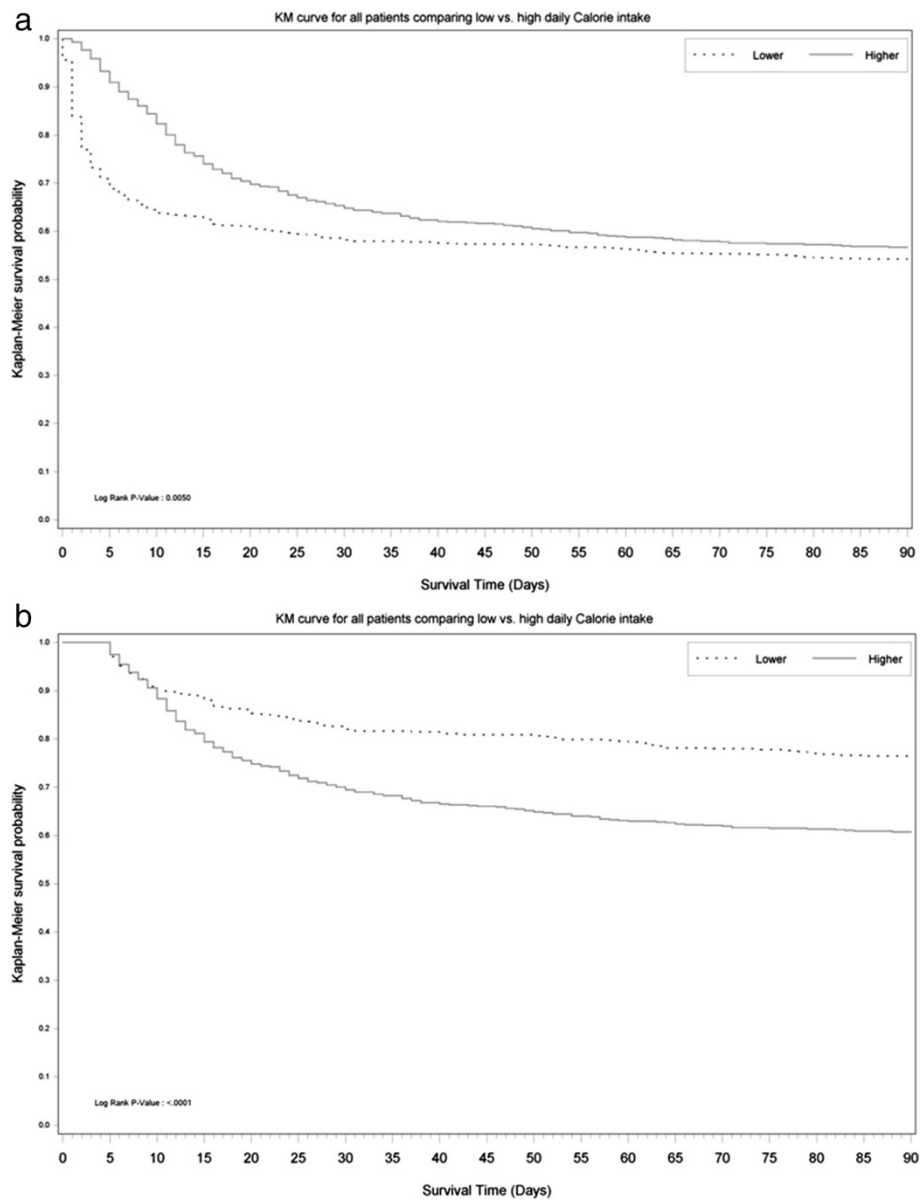 a
KM curve for all patients comparing low vs. high daily Calorie intake
Lower Higher
1.0
0.9
0.8
0.7
0.6
0.5
0.4
0.3
0.2
0.1
0.0
Kaplan-Meier survival probability
Log Rank P-Value : 0.0050
0 5 10 15 20 25 30 35 40 45 50 55 60 65 70 75 80 85 90
Survival Time (Days)
b
KM curve for all patients comparing low vs. high daily Calorie intake
Lower Higher
1.0
0.9
0.8
0.7
0.6
0.5
0.4
0.3
0.2
0.1
0.0
Kaplan-Meier survival probability
Log Rank P-Value : <.0001
0 5 10 15 20 25 30 35 40 45 50 55 60 65 70 75 80 85 90
Survival Time (Days)